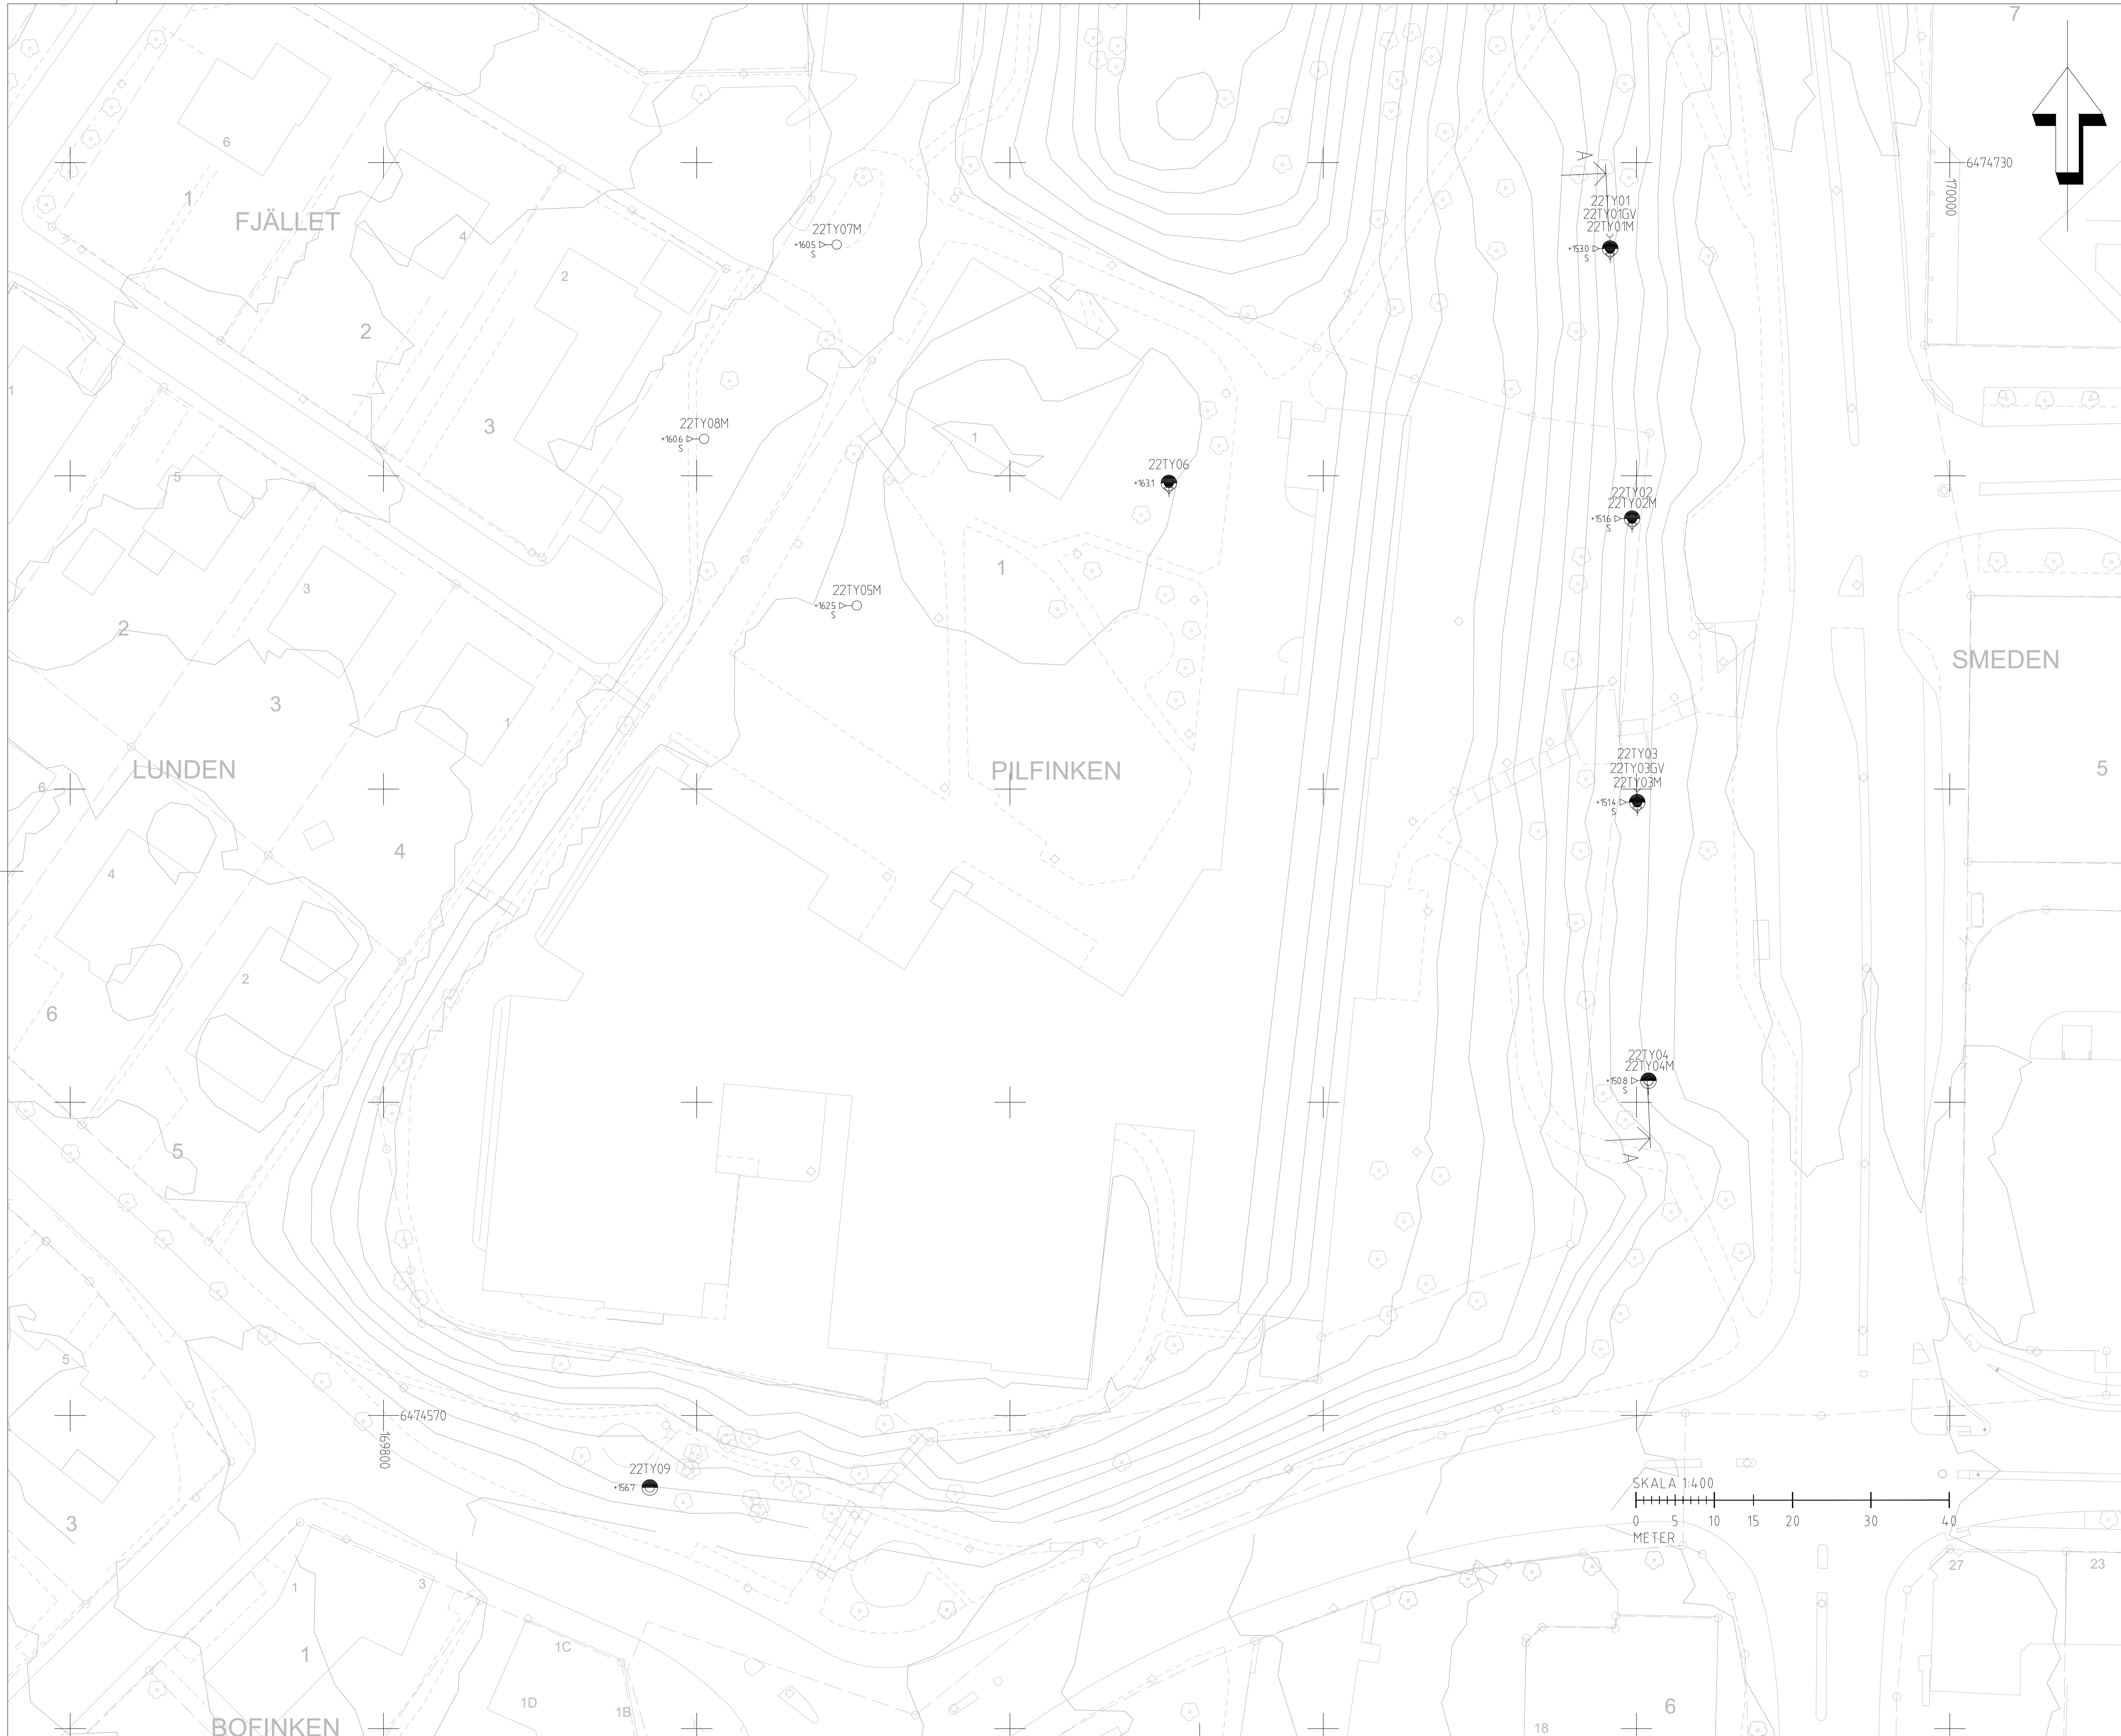 7
6474730
170000
A
22TY01
22TY01GV
22TY01M
+153.0
S
6
1
FJÄLLET
4
2
2
3
22TY07M
+160.5
S
22TY08M
+160.6
S
1
22TY06
+163.1
22TY02
22TY02M
+151.6
S
1
5
3
2
3
1
22TY05M
+162.5
S
1
SMEDEN
LUNDEN
6
PILFINKEN
22TY03
22TY03GV
22TY03M
+151.4
S
5
4
4
2
6
5
22TY04
22TY04M
+150.8
S
A
5
6474570
169800
22TY09
+156.7
SKALA 1:400
0 5 10 15 20 30 40
METER
3
1
3
1
1C
1D
1B
BOFINKEN
27
23
6
18